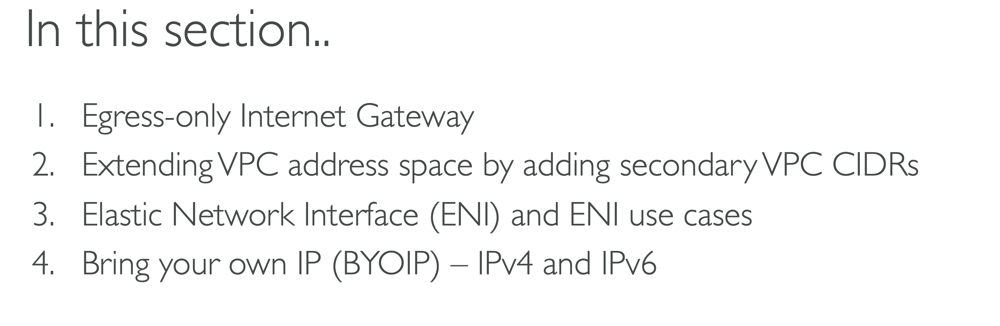 In this section..
1. Egress-only Internet Gateway
2. Extending VPC address space by adding secondary VPC CIDRs
3. Elastic Network Interface (ENI) and ENI use cases
4. Bring your own IP (BYOIP) – IPv4 and IPv6